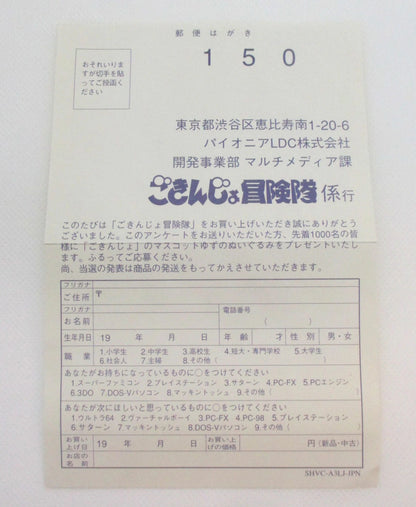 郵便はがき
おそれいりま
すが切手を貼
ってご投函く
ださい
150
東京都渋谷区恵比寿南1-20-6
パイオニアLDC株式会社
開発事業部 マルチメディア課
ごきんじょ冒険隊 係行
このたびは「ごきんじょ冒険隊」をお買い上げいただき誠にありがとう
ございました。このアンケートをお送りいただいた方、先着1000名の皆
様に「ごきんじょ」のマスコットゆずのぬいぐるみをプレゼントいたし
ます。ふるってご応募ください。
尚、当選の発表は商品の発送をもってかえさせていただきます。
フリガナ
ご住所 〒
フリガナ
お名前
電話番号
( )
生年月日 19 年 月 日 年齢 才 性別 男・女
職業 1.小学生 2.中学生 3.高校生 4.短大・専門学校 5.大学生
6.社会人 7.主婦 8.その他( )
あなたがお持ちになっているものに○をつけてください
1.スーパーファミコン 2.プレイステーション 3.サターン 4.PC-FX 5.PCエンジン
6.3DO 7.DOS-Vパソコン 8.マッキントッシュ 9.その他( )
あなたが次にほしいと思っているものに○をつけてください
1.ウルトラ64 2.ヴァーチャルボーイ 3.PC-FX 4.PC-98 5.プレイステーション
6.サターン 7.マッキントッシュ 8.DOS-Vパソコン 9.その他( )
お買い
上げ日
19 年 月 日
お買い上
げの価格
円(新品・中古)
お店の
名前
SHVC-A3LJ-JPN